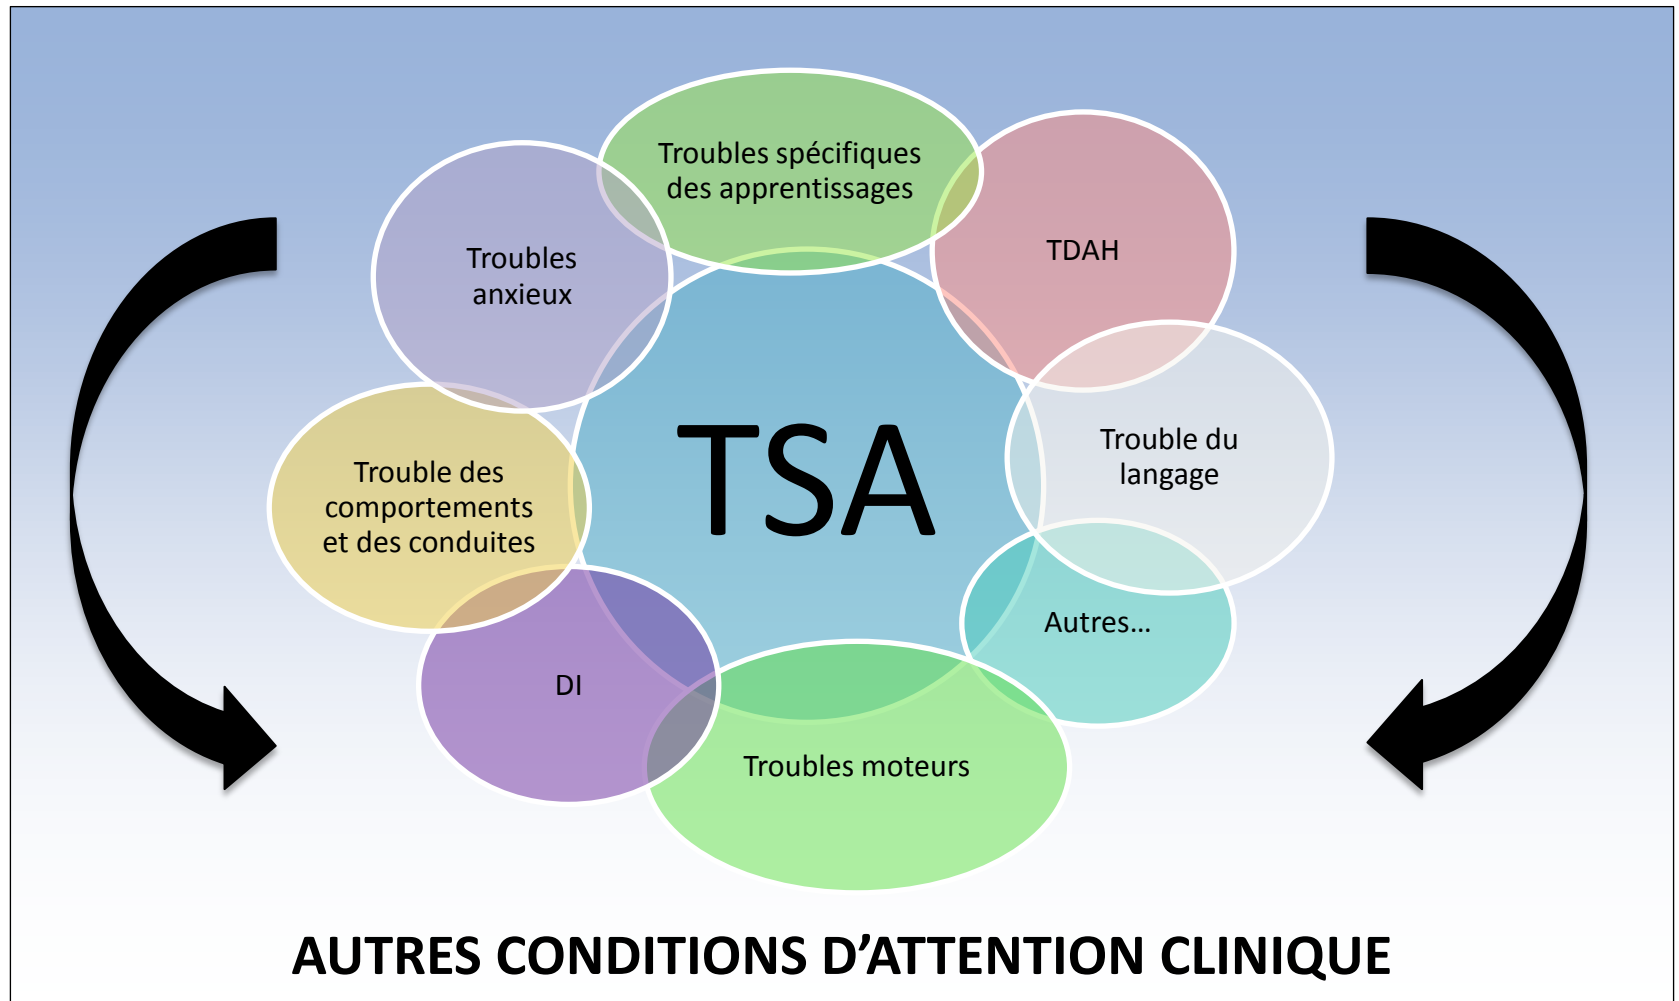 Troubles spécifiques
des apprentissages
TDAH
Troubles
anxieux
TSA
Trouble du
langage
Trouble des
comportements
et des conduites
Autres…
DI
Troubles moteurs
AUTRES CONDITIONS D’ATTENTION CLINIQUE